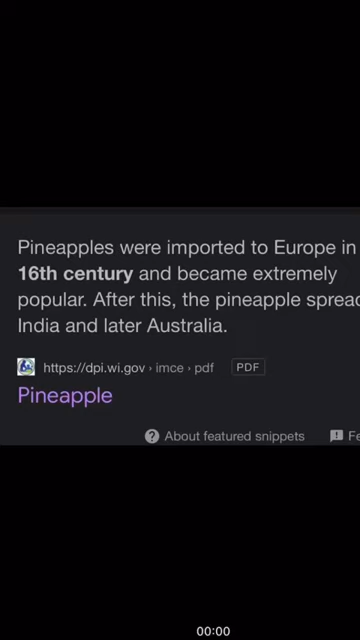 Pineapples were imported to Europe in
16th century and became extremely
popular. After this, the pineapple spread
India and later Australia.
https://dpi.wi.gov › imce › pdf PDF
Pineapple
About featured snippets
00:00